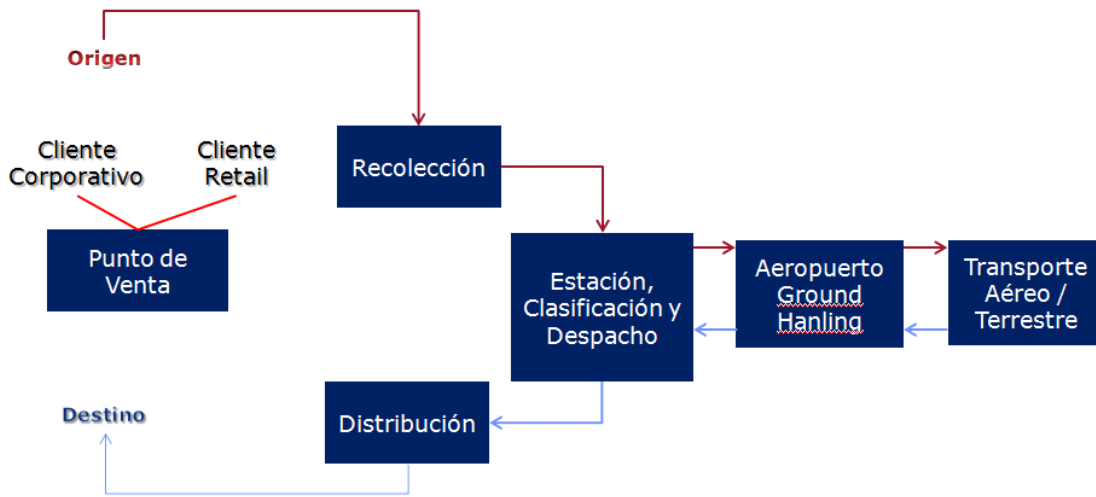 Origen
Cliente
Corporativo
Cliente
Retail
Punto de
Venta
Recolección
Estación,
Clasificación y
Despacho
Aeropuerto
Ground
Hanling
Transporte
Aéreo /
Terrestre
Distribución
Destino